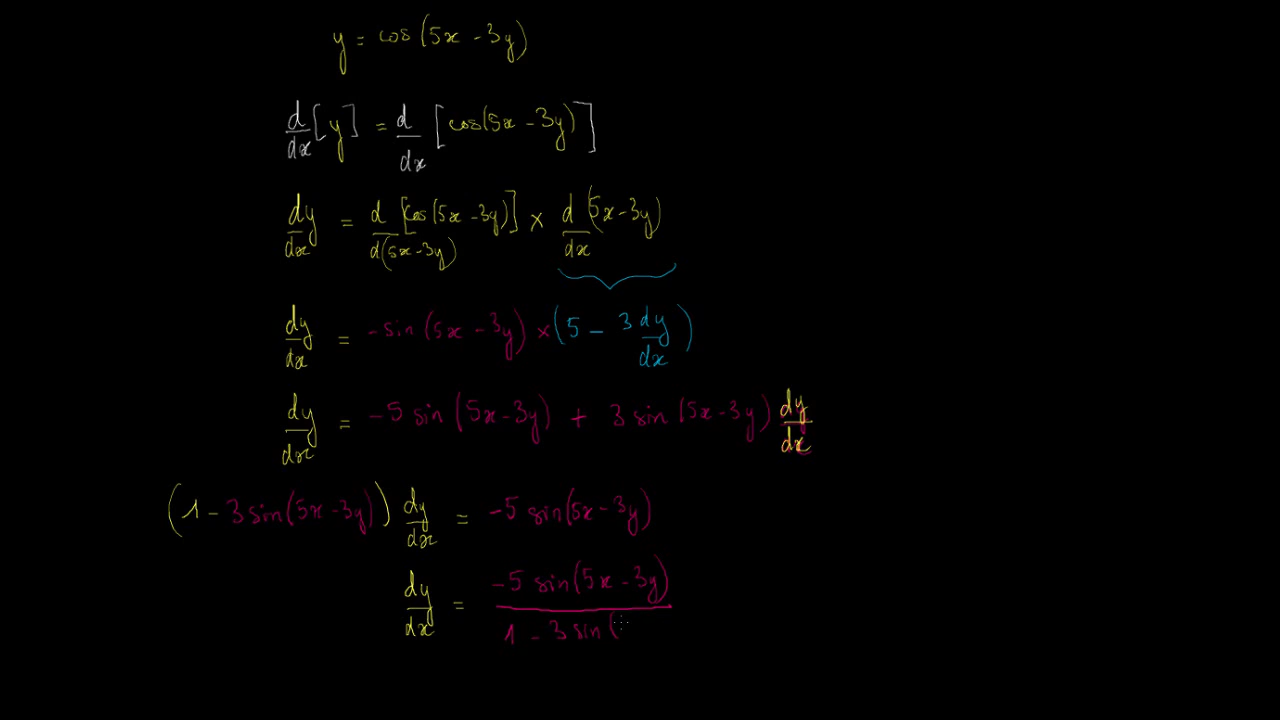 y = cos(5x - 3y)
d/dx [y] = d/dx [cos(5x - 3y)]
dy/dx = d/d(5x-3y) [cos(5x - 3y)] × d/dx (5x-3y)
dy/dx = -sin(5x - 3y) × (5 - 3 dy/dx)
dy/dx = -5 sin(5x-3y) + 3 sin(5x-3y) dy/dx
(1 - 3 sin(5x-3y)) dy/dx = -5 sin(5x-3y)
dy/dx = -5 sin(5x-3y) / 1 - 3 sin(